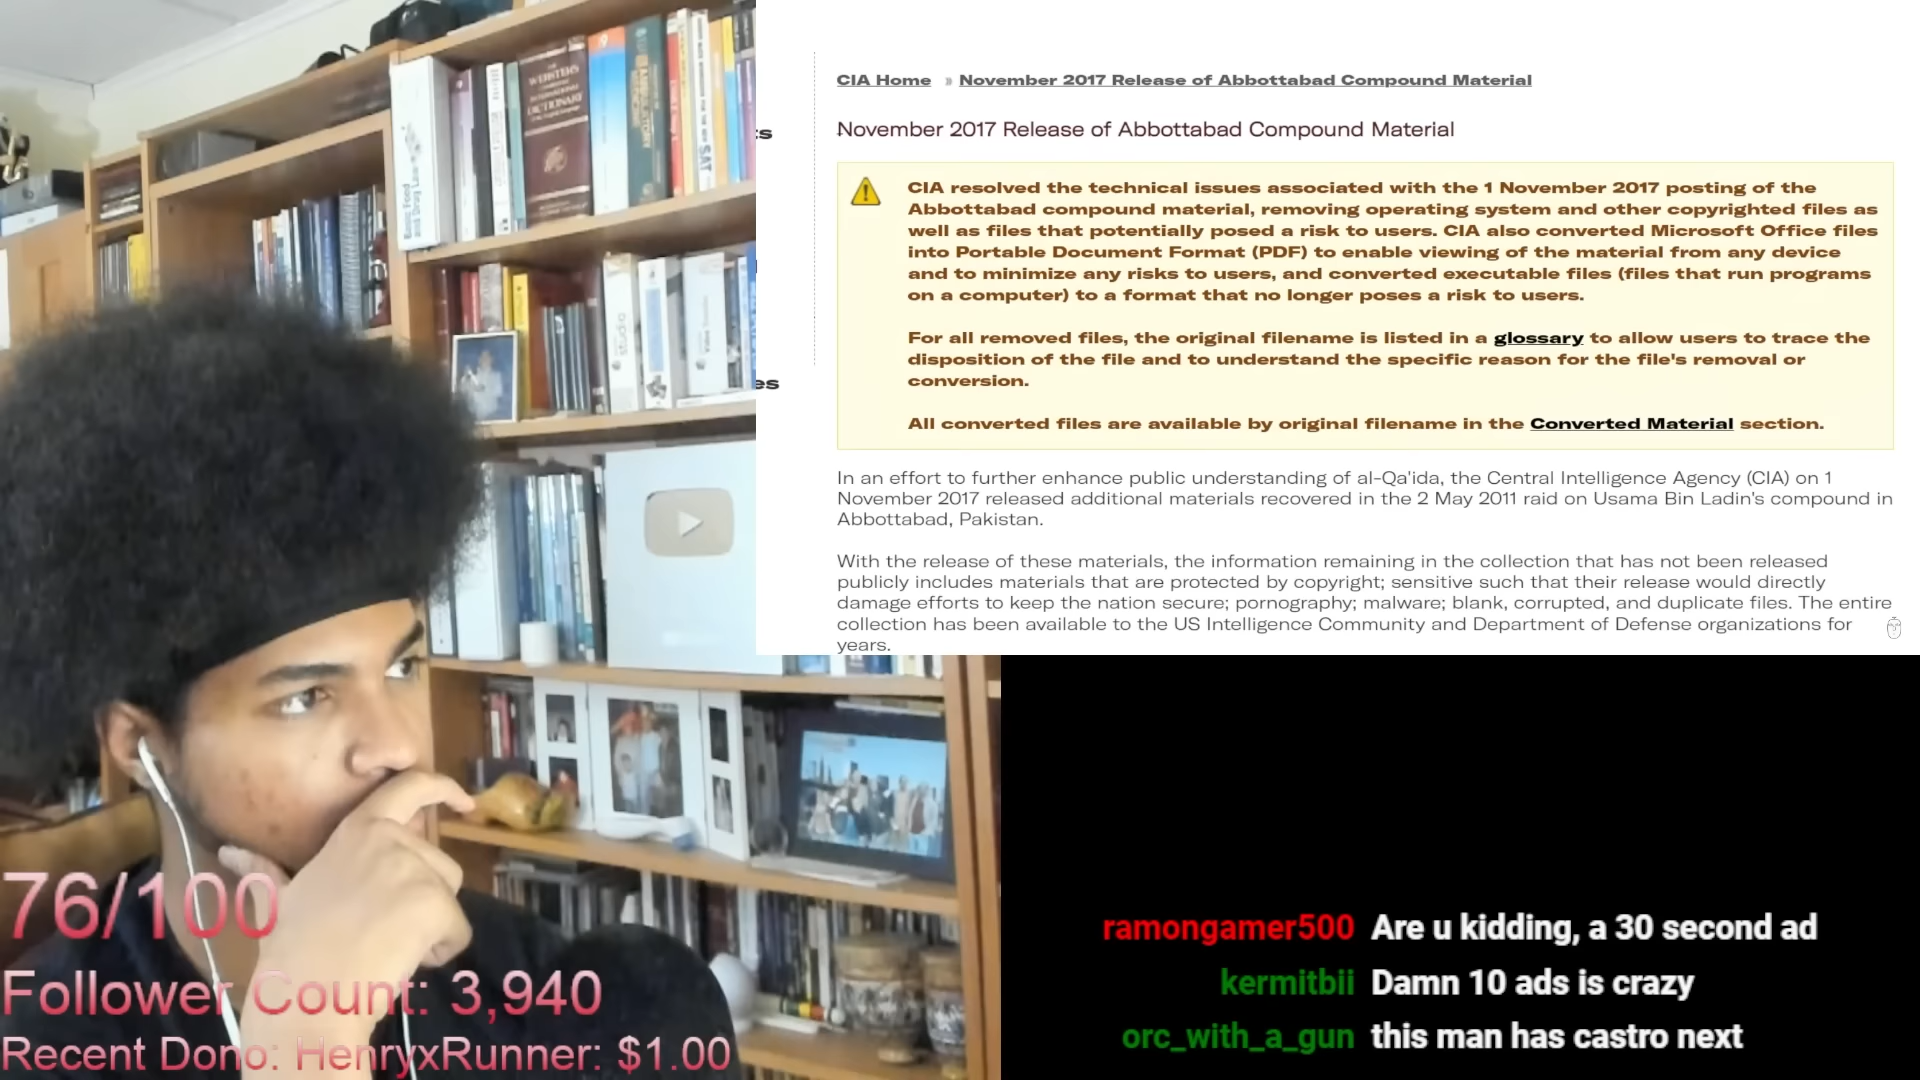 CIA Home » November 2017 Release of Abbottabad Compound Material
November 2017 Release of Abbottabad Compound Material
ts
es
CIA resolved the technical issues associated with the 1 November 2017 posting of the
Abbottabad compound material, removing operating system and other copyrighted files as
well as files that potentially posed a risk to users. CIA also converted Microsoft Office files
into Portable Document Format (PDF) to enable viewing of the material from any device
and to minimize any risks to users, and converted executable files (files that run programs
on a computer) to a format that no longer poses a risk to users.
For all removed files, the original filename is listed in a glossary to allow users to trace the
disposition of the file and to understand the specific reason for the file's removal or
conversion.
All converted files are available by original filename in the Converted Material section.
In an effort to further enhance public understanding of al-Qa'ida, the Central Intelligence Agency (CIA) on 1
November 2017 released additional materials recovered in the 2 May 2011 raid on Usama Bin Ladin's compound in
Abbottabad, Pakistan.
With the release of these materials, the information remaining in the collection that has not been released
publicly includes materials that are protected by copyright; sensitive such that their release would directly
damage efforts to keep the nation secure; pornography; malware; blank, corrupted, and duplicate files. The entire
collection has been available to the US Intelligence Community and Department of Defense organizations for
years.
WEBSTER'S
INTERNATIONAL
DICTIONARY
SAT
Basic Food
and Drug Law
studio
76/100
Follower Count: 3,940
Recent Dono: HenryxRunner: $1.00
ramongamer500 Are u kidding, a 30 second ad
kermitbii Damn 10 ads is crazy
orc_with_a_gun this man has castro next